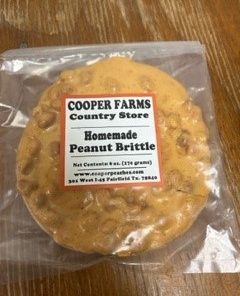 COOPER FARMS
Country Store
Homemade
Peanut Brittle
Net Contents: 6 oz. (170 grams)
www.cooperpeaches.com
302 West I-45 Fairfield Tx. 75840